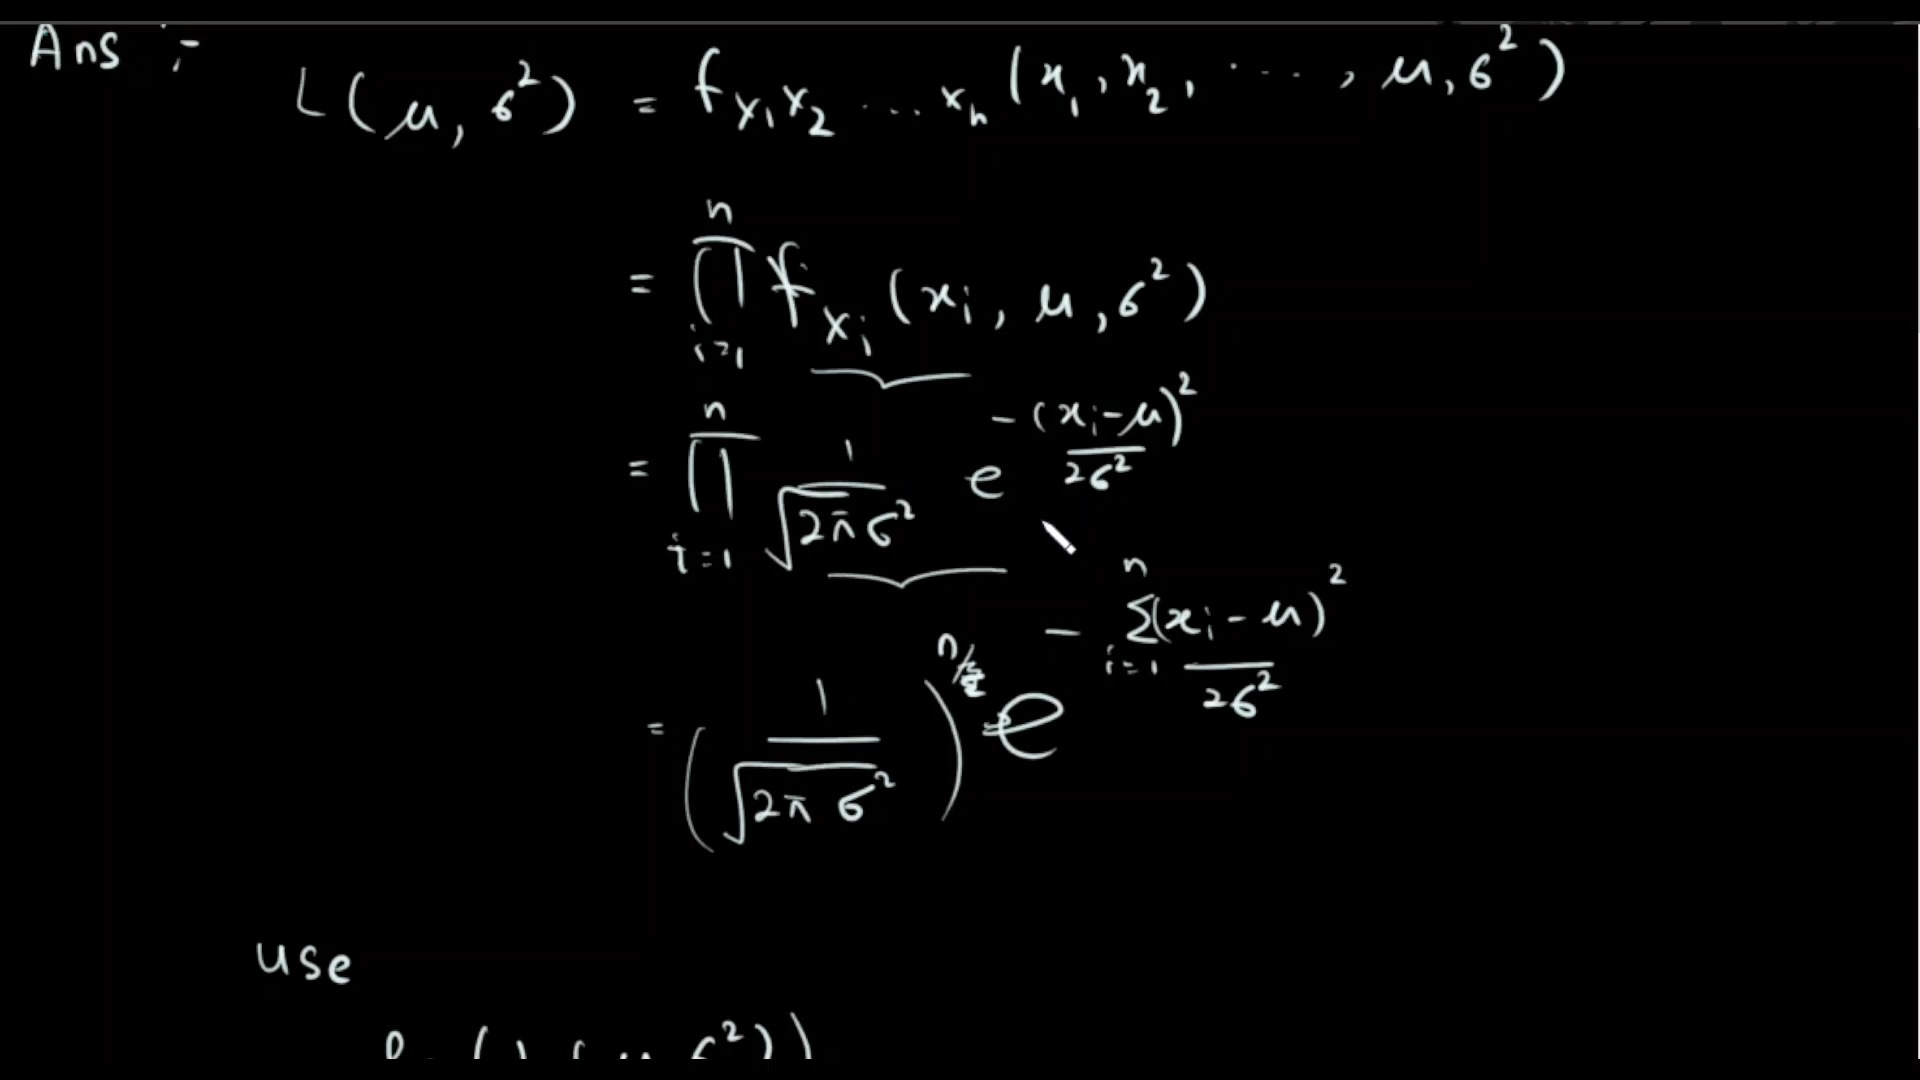 Ans :-
L(μ, σ²) = f_{X₁X₂ ... Xₙ} (x₁, x₂, ..., μ, σ²)
= ∏_{i=1}^{n} f_{Xᵢ} (xᵢ, μ, σ²)
= ∏_{i=1}^{n} 1/√(2πσ²) e^{-(xᵢ-μ)²/2σ²}
= (1/√(2πσ²))^{n/2} e^{-∑_{i=1}^{n}(xᵢ-μ)²/2σ²}
use